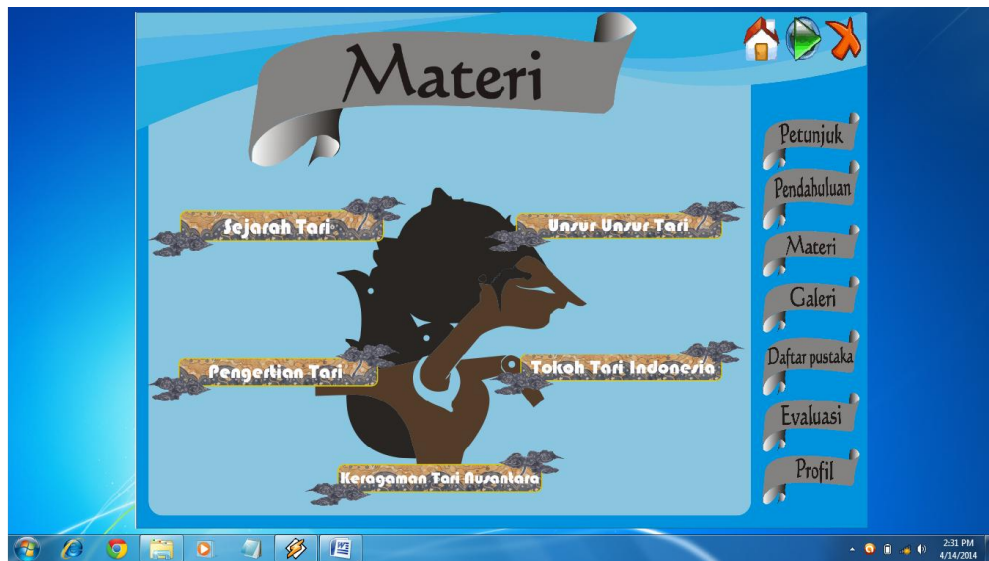 Materi
Petunjuk
Pendahuluan
Sejarah Tari
Unsur Unsur Tari
Materi
Galeri
Pengertian Tari
Tokoh Tari Indonesia
Daftar pustaka
Evaluasi
Keragaman Tari Nusantara
Profil
2:31 PM
4/14/2014